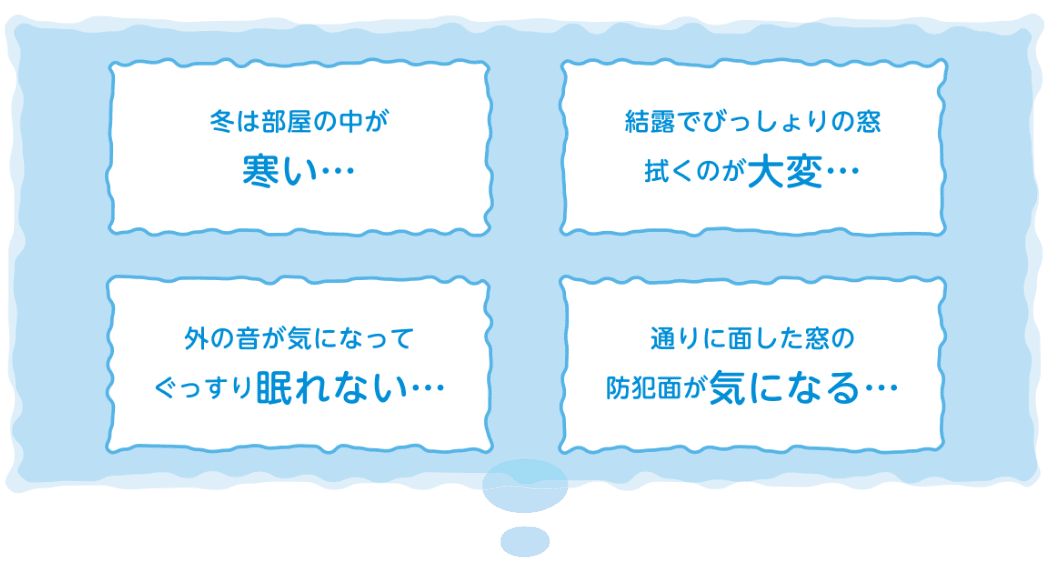 冬は部屋の中が
寒い…
結露でびっしょりの窓
拭くのが大変…
外の音が気になって
ぐっすり眠れない…
通りに面した窓の
防犯面が気になる…